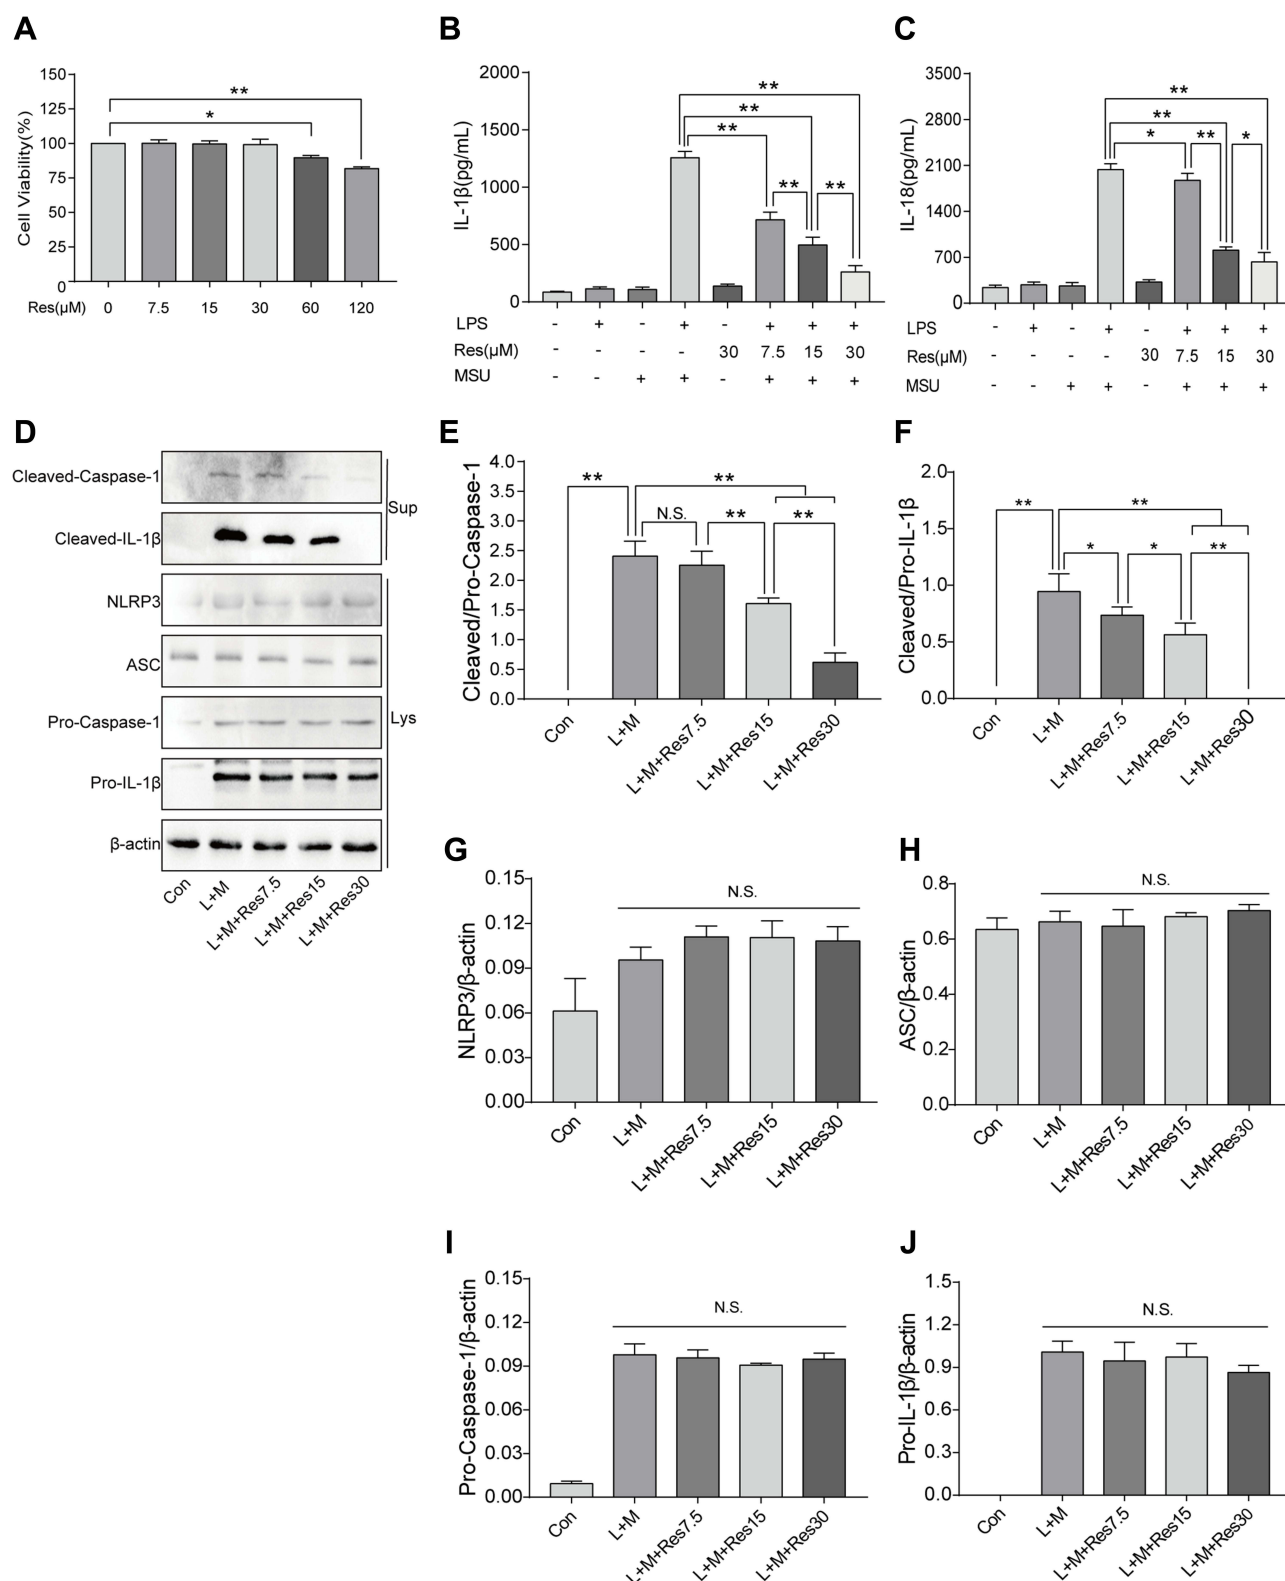 A
150
125
100
75
50
25
0
Cell Viability(%)
**
*
Res(µM) 0 7.5 15 30 60 120
B
2000
1500
1000
500
0
IL-1β(pg/mL)
**
**
**
** **
LPS - + - + - + + +
Res(µM) - - - - 30 7.5 15 30
MSU - - + + - + + +
C
3500
2800
2100
1400
700
0
IL-18(pg/mL)
**
**
* ** *
LPS - + - + - + + +
Res(µM) - - - - 30 7.5 15 30
MSU - - + + - + + +
D
Cleaved-Caspase-1
Cleaved-IL-1β
Sup
NLRP3
ASC
Pro-Caspase-1
Pro-IL-1β
β-actin
Lys
Con
L+M
L+M+Res7.5
L+M+Res15
L+M+Res30
E
4.0
3.5
3.0
2.5
2.0
1.5
1.0
0.5
0.0
Cleaved/Pro-Caspase-1
** **
N.S. ** **
Con
L+M
L+M+Res7.5
L+M+Res15
L+M+Res30
F
2.0
1.5
1.0
0.5
0.0
Cleaved/Pro-IL-1β
** **
* * **
Con
L+M
L+M+Res7.5
L+M+Res15
L+M+Res30
G
0.15
0.12
0.09
0.06
0.03
0.00
NLRP3/β-actin
N.S.
Con
L+M
L+M+Res7.5
L+M+Res15
L+M+Res30
H
0.8
0.6
0.4
0.2
0.0
ASC/β-actin
N.S.
Con
L+M
L+M+Res7.5
L+M+Res15
L+M+Res30
I
0.15
0.12
0.09
0.06
0.03
0.00
Pro-Caspase-1/β-actin
N.S.
Con
L+M
L+M+Res7.5
L+M+Res15
L+M+Res30
J
1.5
1.2
0.9
0.6
0.3
0.0
Pro-IL-1β/β-actin
N.S.
Con
L+M
L+M+Res7.5
L+M+Res15
L+M+Res30